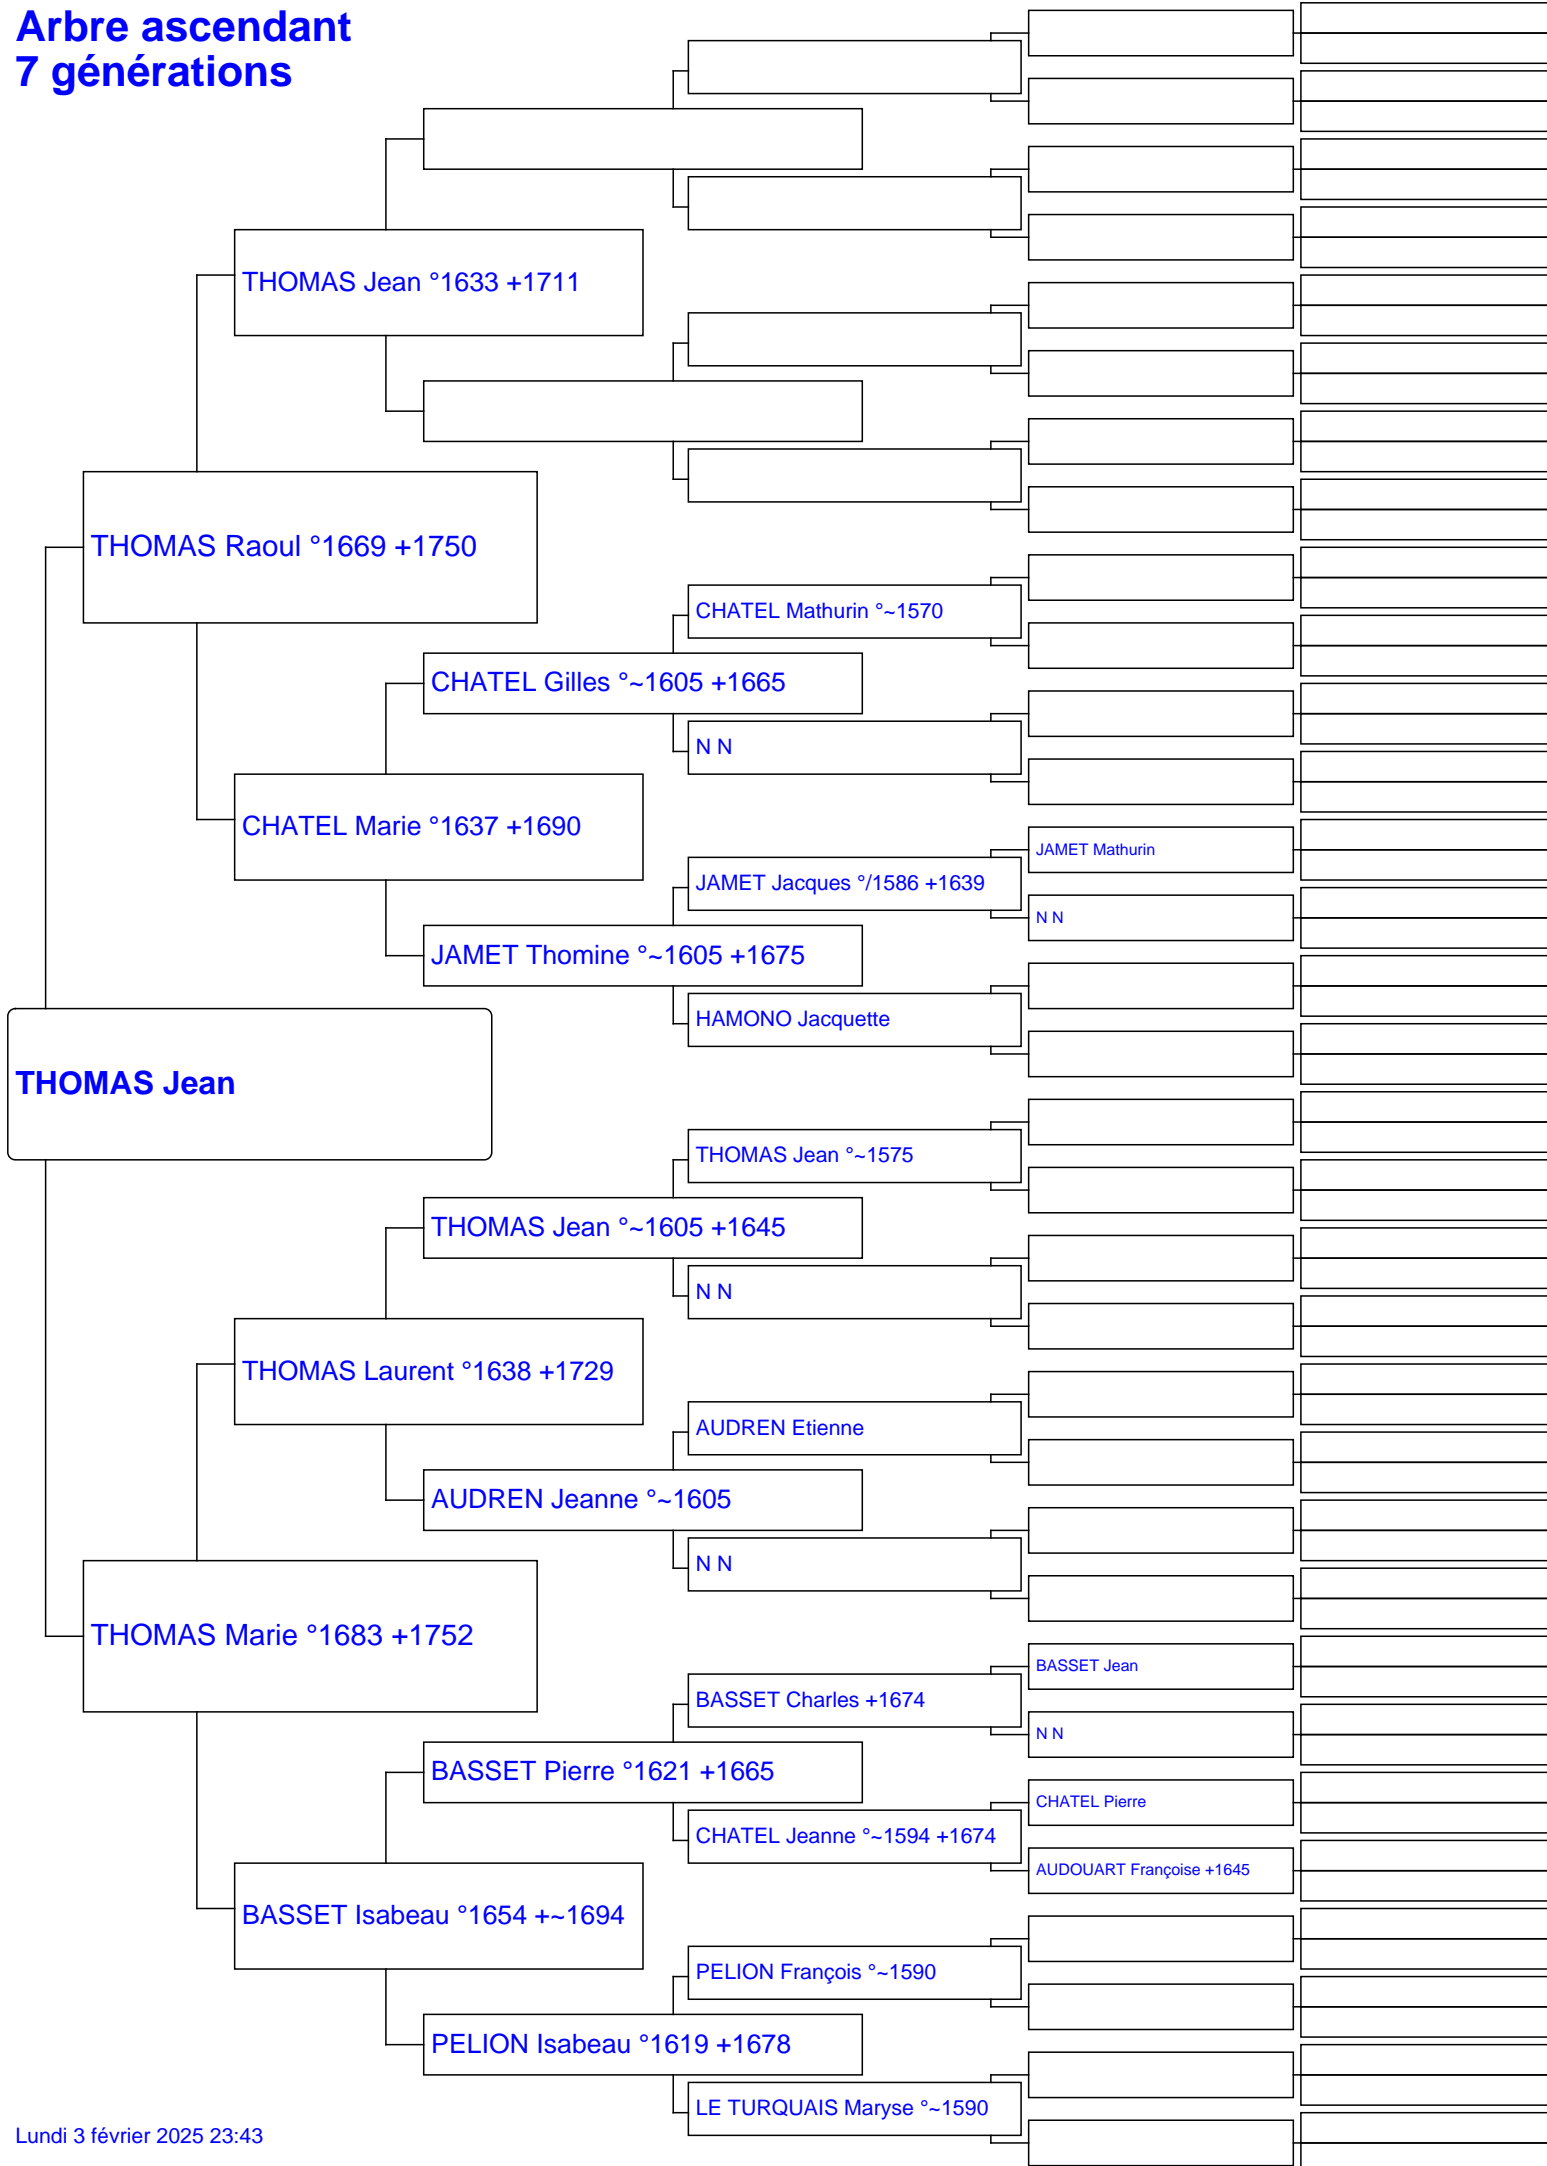 Arbre ascendant
7 générations
THOMAS Jean °1633 +1711
THOMAS Raoul °1669 +1750
CHATEL Mathurin °~1570
CHATEL Gilles °~1605 +1665
N N
CHATEL Marie °1637 +1690
JAMET Mathurin
JAMET Jacques °/1586 +1639
N N
JAMET Thomine °~1605 +1675
HAMONO Jacquette
THOMAS Jean
THOMAS Jean °~1575
THOMAS Jean °~1605 +1645
N N
THOMAS Laurent °1638 +1729
AUDREN Etienne
AUDREN Jeanne °~1605
N N
THOMAS Marie °1683 +1752
BASSET Jean
BASSET Charles +1674
N N
BASSET Pierre °1621 +1665
CHATEL Pierre
CHATEL Jeanne °~1594 +1674
AUDOUART Françoise +1645
BASSET Isabeau °1654 +~1694
PELION François °~1590
PELION Isabeau °1619 +1678
LE TURQUAIS Maryse °~1590
Lundi 3 février 2025 23:43